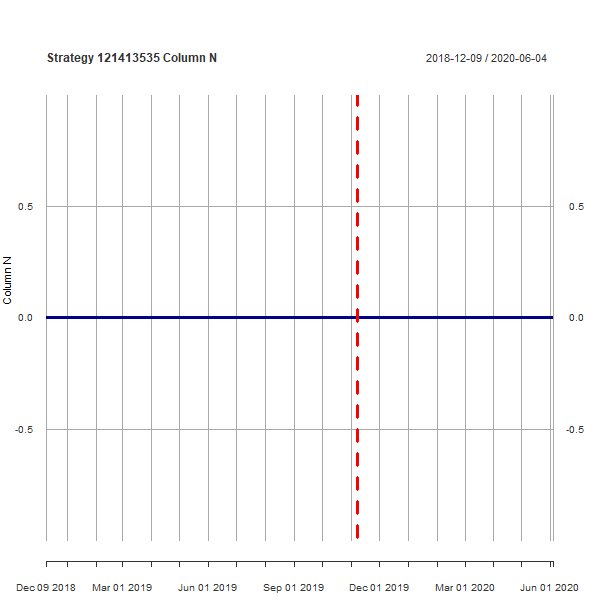 Strategy 121413535 Column N
2018-12-09 / 2020-06-04
0.5
0.5
Column N
0.0
0.0
-0.5
-0.5
Dec 09 2018
Mar 01 2019
Jun 01 2019
Sep 01 2019
Dec 01 2019
Mar 01 2020
Jun 01 2020